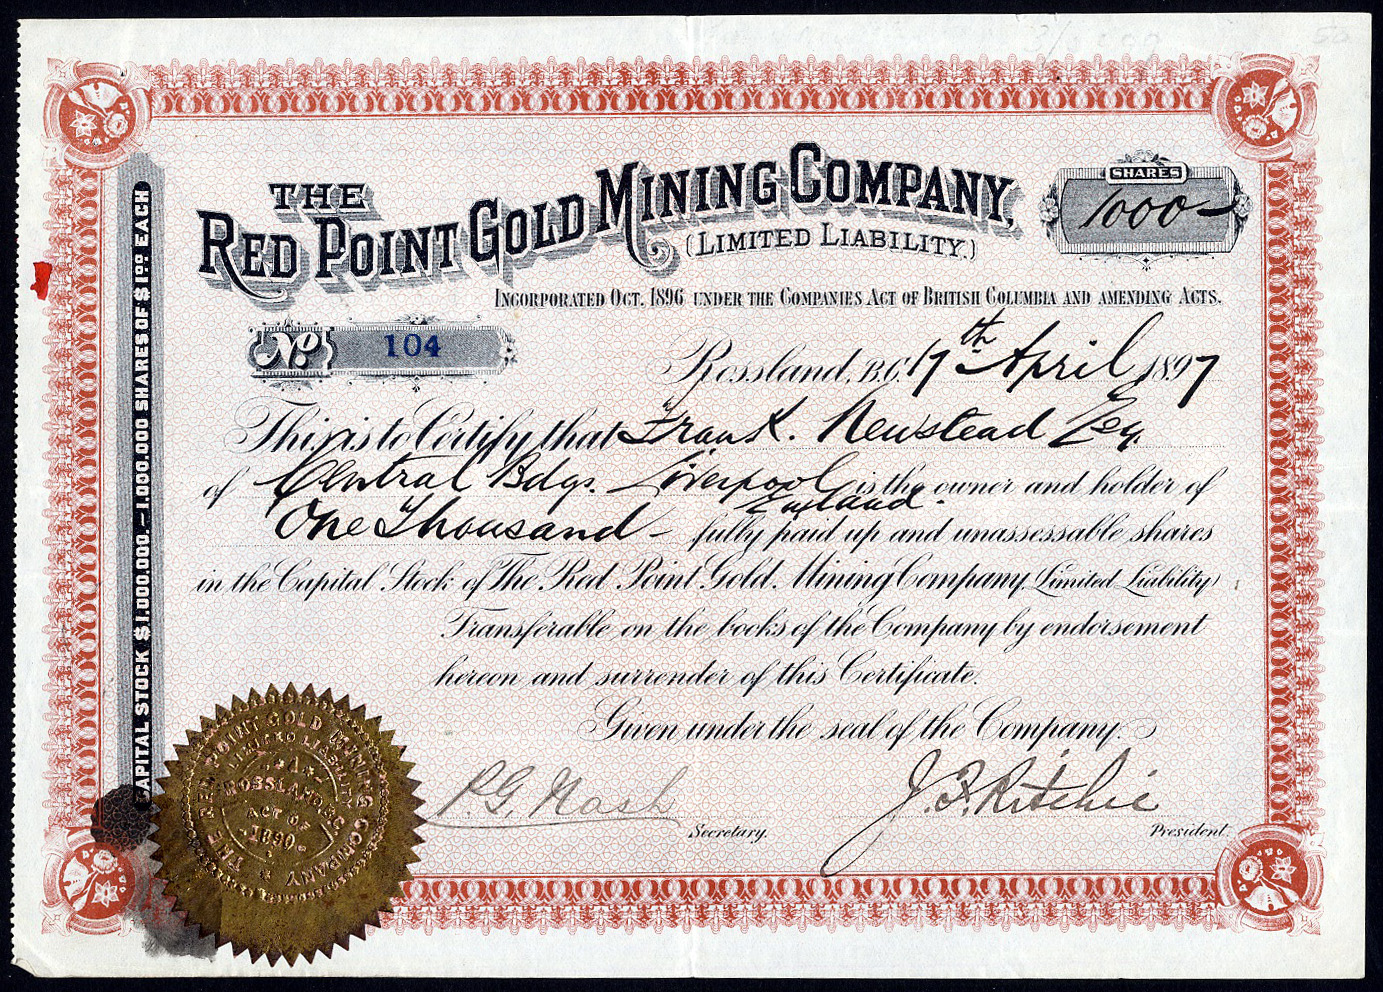 THE
RED POINT GOLD MINING COMPANY,
(LIMITED LIABILITY.)
SHARES
1000
INCORPORATED OCT. 1896 UNDER THE COMPANIES ACT OF BRITISH COLUMBIA AND AMENDING ACTS.
No. 104
Rossland, B.C. 17th April 1897
This is to Certify that Frank. Newstead Esq.
of Central Bdgs. Liverpool England. is the owner and holder of
One Thousand - fully paid up and unassessable shares
in the Capital Stock of The Red Point Gold Mining Company (Limited Liability)
Transferable on the books of the Company by endorsement
hereon and surrender of this Certificate.
Given under the seal of the Company.
P.G. Nash Secretary.
J. F. Ritchie President.
CAPITAL STOCK $1.000.000. – 1.000.000 SHARES OF $1.00 EACH
THE RED POINT GOLD MINING COMPANY
LIMITED LIABILITY
ROSSLAND B.C.
ACT OF
1890